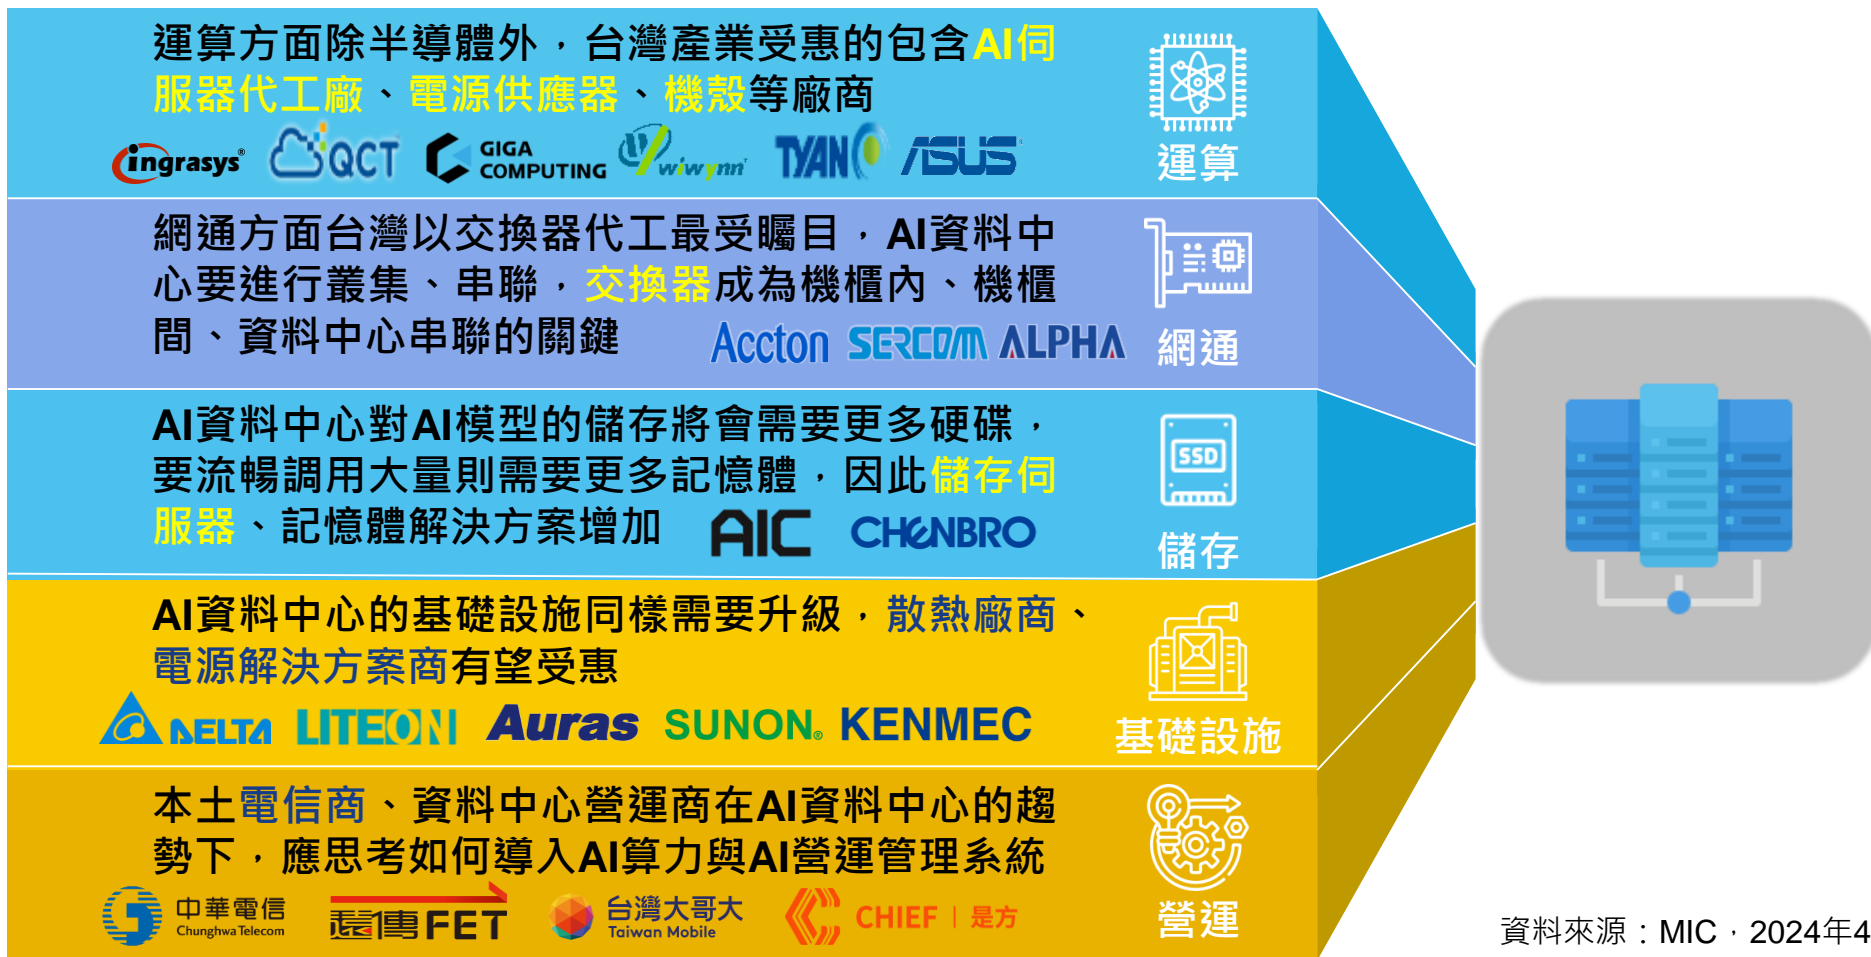 運算方面除半導體外，台灣產業受惠的包含AI伺
服器代工廠、電源供應器、機殼等廠商
ingrasys®
QCT
GIGA
COMPUTING
wiwynn
TYAN
ASUS
運算
網通方面台灣以交換器代工最受矚目，AI資料中
心要進行叢集、串聯，交換器成為機櫃內、機櫃
間、資料中心串聯的關鍵
Accton
SERCOMM
ALPHA
網通
AI資料中心對AI模型的儲存將會需要更多硬碟，
要流暢調用大量則需要更多記憶體，因此儲存伺
服器、記憶體解決方案增加
AIC
CHENBRO
SSD
儲存
AI資料中心的基礎設施同樣需要升級，散熱廠商、
電源解決方案商有望受惠
DELTA
LITEON
Auras
SUNON®
KENMEC
基礎設施
本土電信商、資料中心營運商在AI資料中心的趨
勢下，應思考如何導入AI算力與AI營運管理系統
中華電信
Chunghwa Telecom
遠傳FET
台灣大哥大
Taiwan Mobile
CHIEF | 是方
營運
資料來源：MIC，2024年4